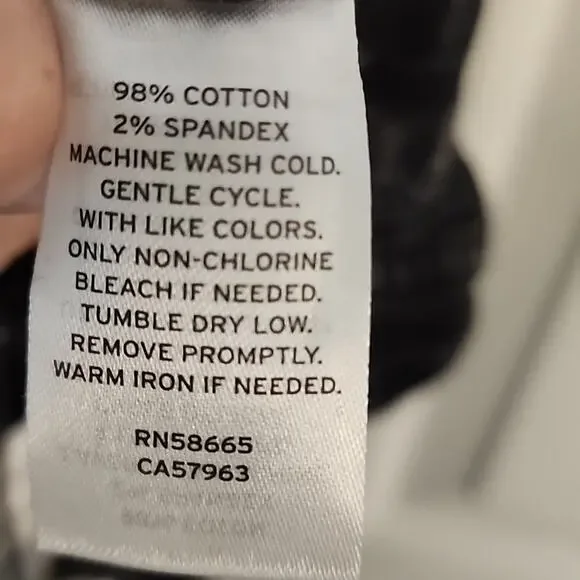 98% COTTON
2% SPANDEX
MACHINE WASH COLD.
GENTLE CYCLE.
WITH LIKE COLORS.
ONLY NON-CHLORINE
BLEACH IF NEEDED.
TUMBLE DRY LOW.
REMOVE PROMPTLY.
WARM IRON IF NEEDED.
RN58665
CA57963